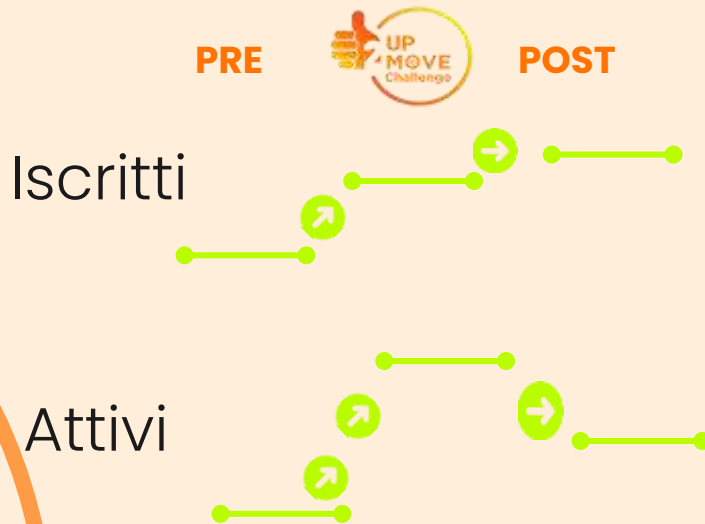 PRE
UP
MOVE
Challenge
POST
Iscritti
Attivi